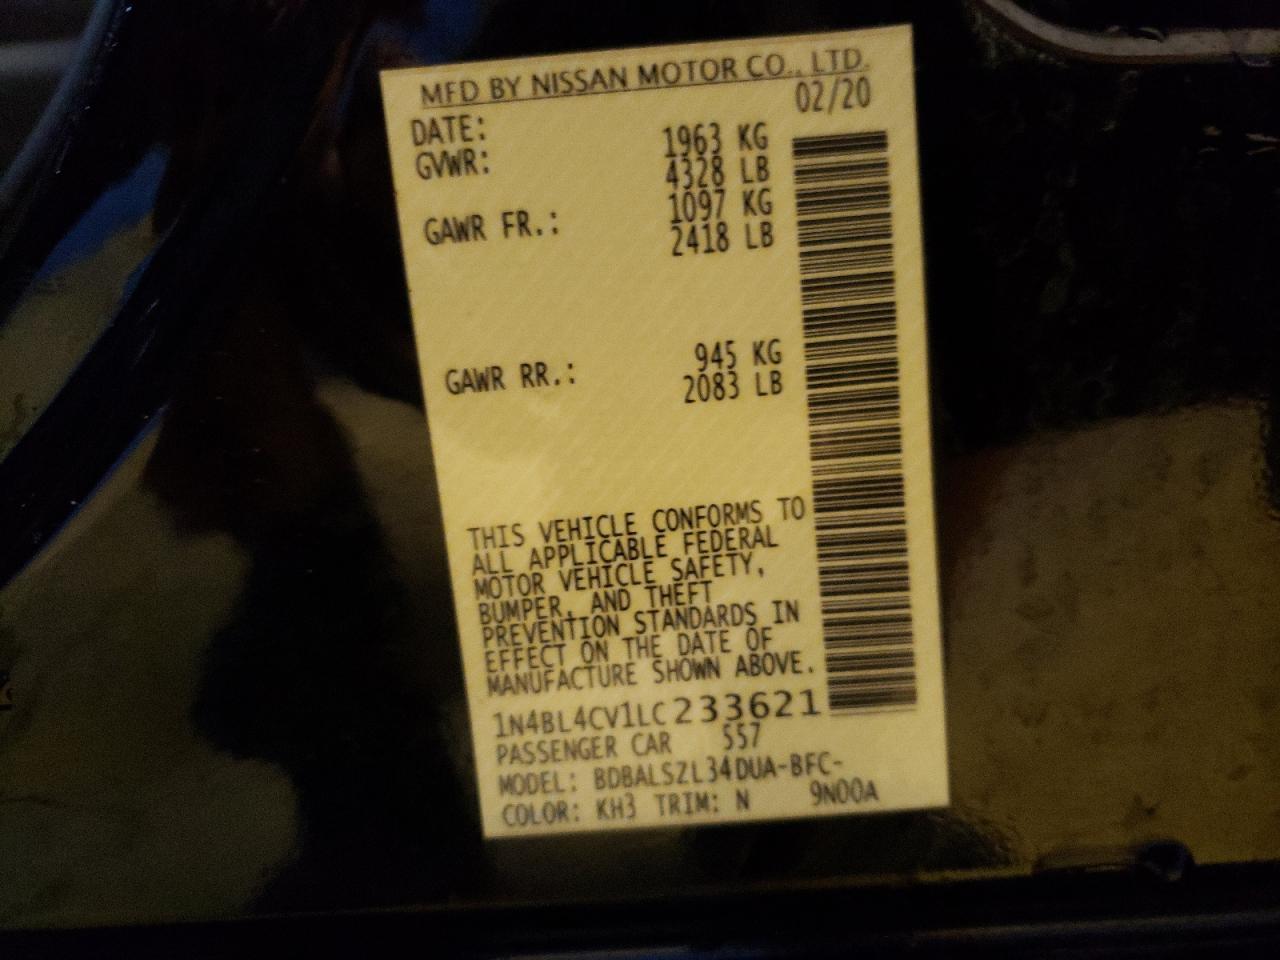 MFD BY NISSAN MOTOR CO., LTD.
DATE: 02/20
GVWR: 1963 KG
4328 LB
GAWR FR.: 1097 KG
2418 LB
GAWR RR.: 945 KG
2083 LB
THIS VEHICLE CONFORMS TO
ALL APPLICABLE FEDERAL
MOTOR VEHICLE SAFETY,
BUMPER, AND THEFT
PREVENTION STANDARDS IN
EFFECT ON THE DATE OF
MANUFACTURE SHOWN ABOVE.
1N4BL4CV1LC233621
PASSENGER CAR 557
MODEL: BDBALSZL34DUA-BFC-
COLOR: KH3 TRIM: N 9N00A